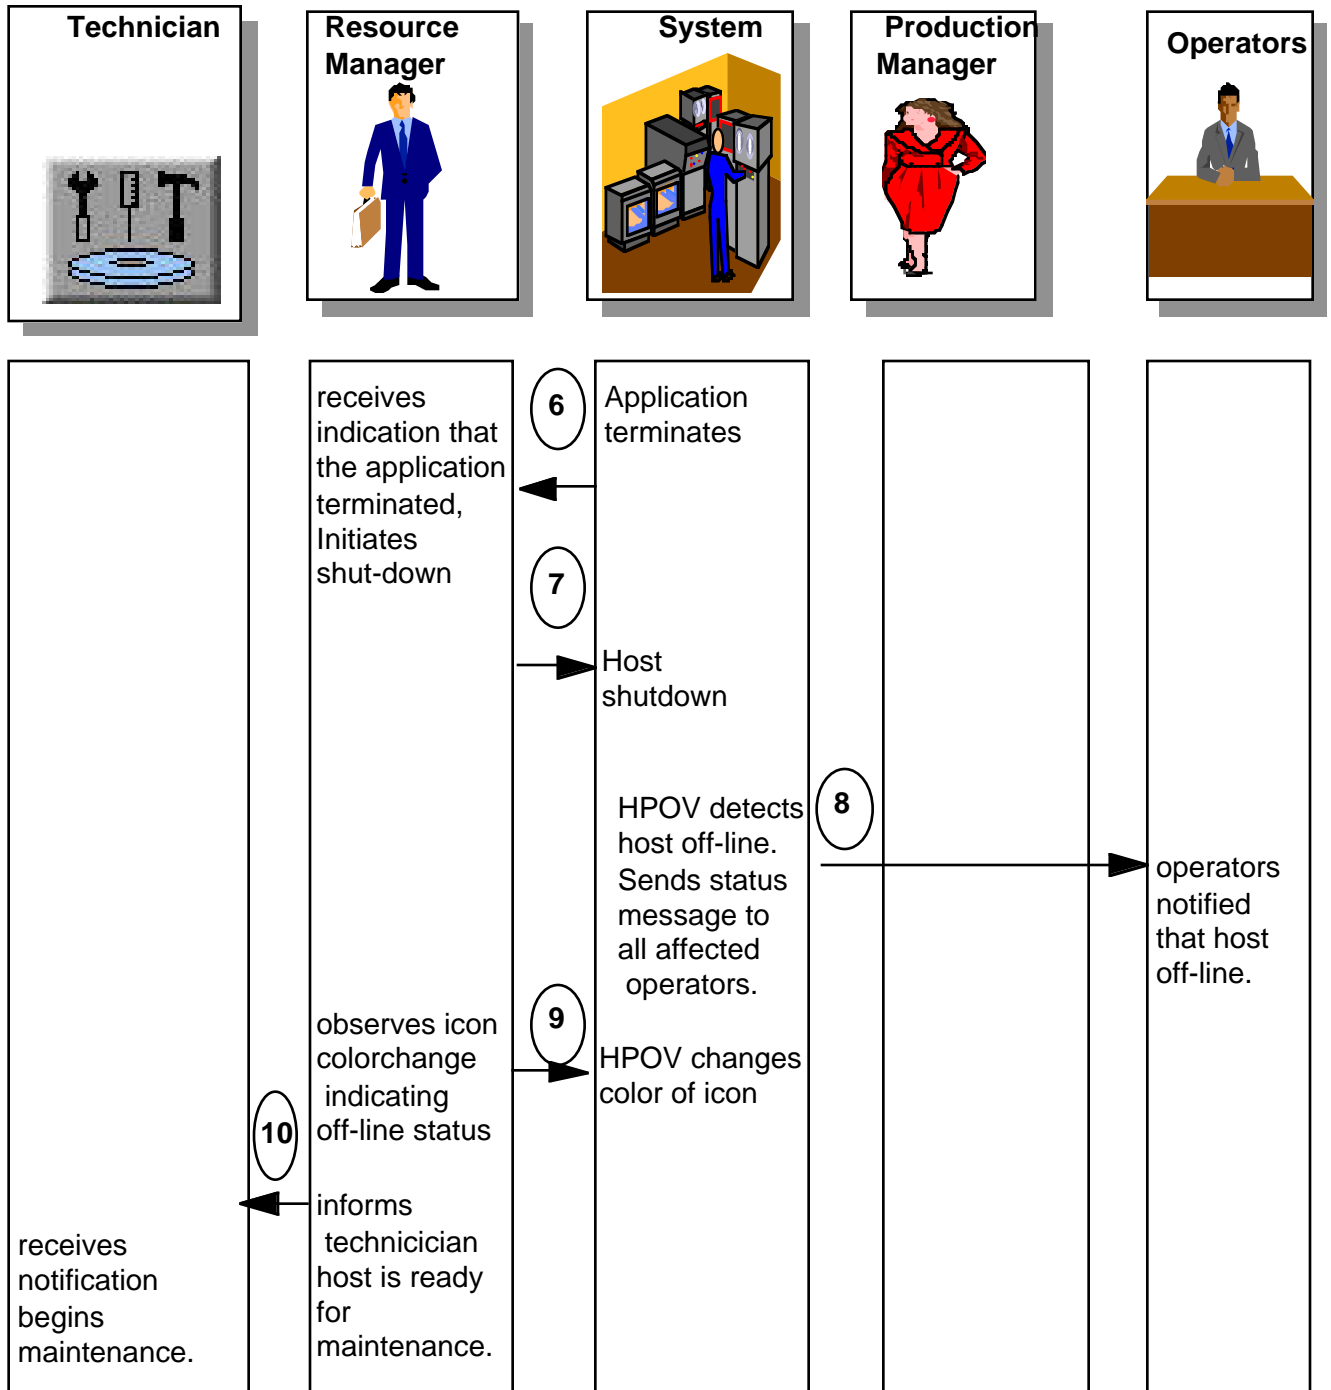 Technician
Resource
Manager
System
Production
Manager
Operators
receives
indication that
the application
terminated,
Initiates
shut-down
6
Application
terminates
7
Host
shutdown
HPOV detects
host off-line.
Sends status
message to
all affected
operators.
8
operators
notified
that host
off-line.
observes icon
colorchange
indicating
off-line status
9
HPOV changes
color of icon
10
informs
technicician
host is ready
for
maintenance.
receives
notification
begins
maintenance.